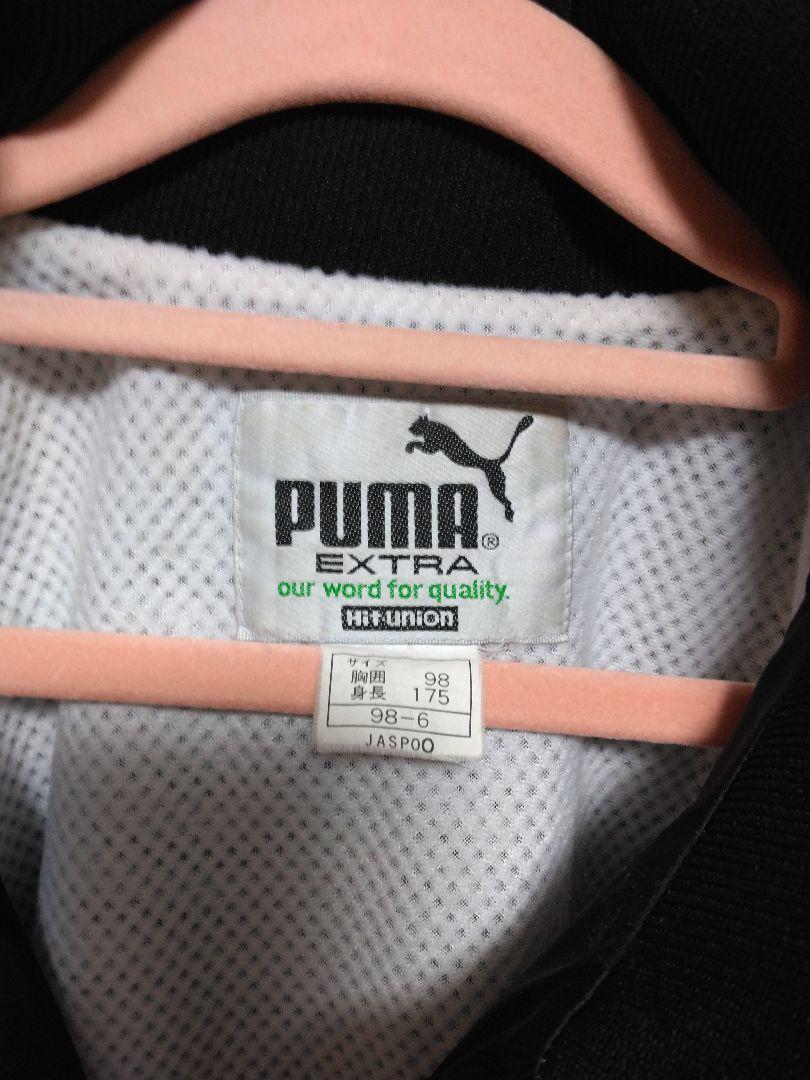 PUMA®
EXTRA
our word for quality.
Hit-union
サイズ
胸囲 98
身長 175
98-6
JASPO O